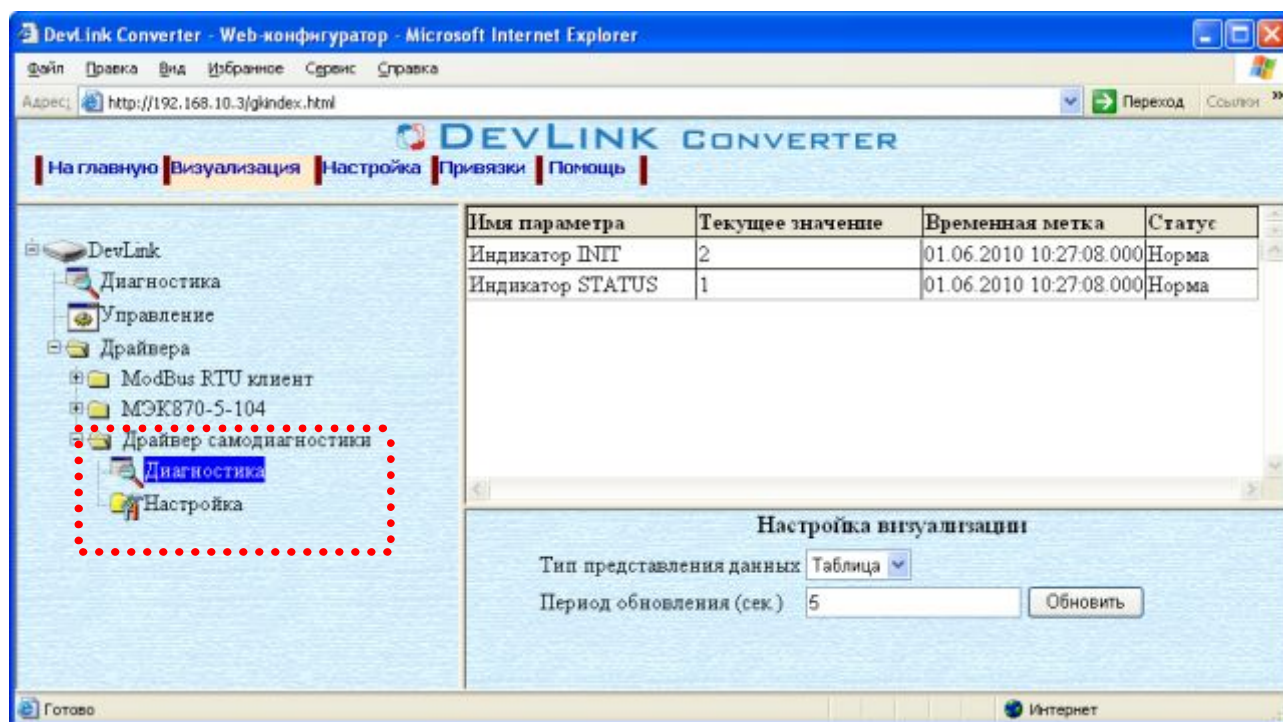 DevLink Converter - Web-конфигуратор - Microsoft Internet Explorer
Файл Правка Вид Избранное Сервис Справка
Адрес: http://192.168.10.3/gkindex.html Переход Ссылки »
DEVLINK CONVERTER
На главную Визуализация Настройка Привязки Помощь
DevLink
Диагностика
Управление
Драйвера
ModBus RTU клиент
МЭК870-5-104
Драйвер самодиагностики
Диагностика
Настройка
Имя параметра Текущее значение Временная метка Статус
Индикатор INIT 2 01.06.2010 10:27:08.000 Норма
Индикатор STATUS 1 01.06.2010 10:27:08.000 Норма
Настройка визуализации
Тип представления данных Таблица
Период обновления (сек.) 5 Обновить
Готово Интернет